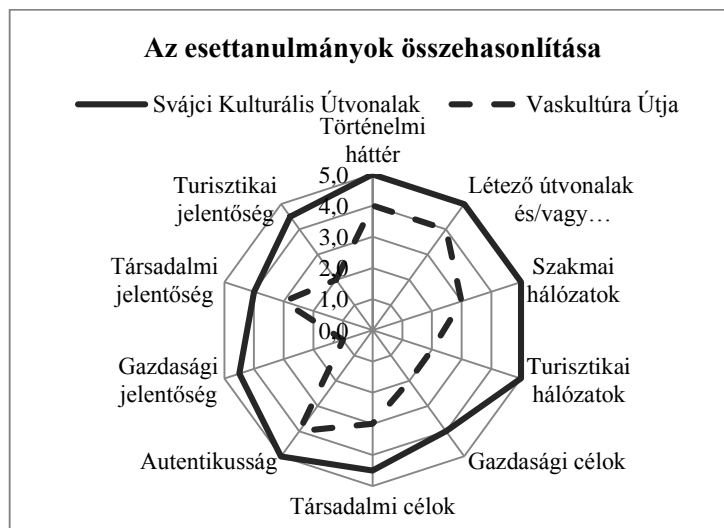 Az esettanulmányok összehasonlítása
Svájci Kulturális Útvonalak
Vaskultúra Útja
Történelmi
háttér
Létező útvonalak
és/vagy…
Szakmai
hálózatok
Turisztikai
hálózatok
Gazdasági célok
Társadalmi célok
Autentikusság
Gazdasági
jelentőség
Társadalmi
jelentőség
Turisztikai
jelentőség
5,0
4,0
3,0
2,0
1,0
0,0